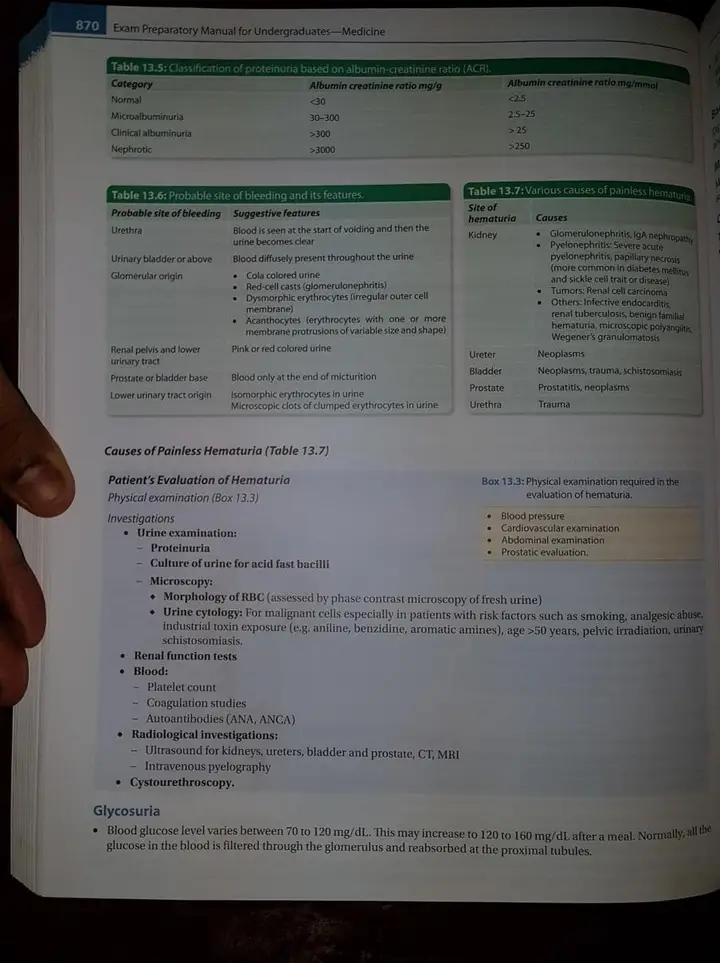 870 Exam Preparatory Manual for Undergraduates—Medicine
Table 13.5: Classification of proteinuria based on albumin-creatinine ratio (ACR).
Category Albumin creatinine ratio mg/g Albumin creatinine ratio mg/mmol
Normal <30 <2.5
Microalbuminuria 30–300 2.5–25
Clinical albuminuria >300 > 25
Nephrotic >3000 >250
Table 13.6: Probable site of bleeding and its features.
Probable site of bleeding Suggestive features
Urethra Blood is seen at the start of voiding and then the
urine becomes clear
Urinary bladder or above Blood diffusely present throughout the urine
Glomerular origin • Cola colored urine
• Red-cell casts (glomerulonephritis)
• Dysmorphic erythrocytes (irregular outer cell
membrane)
• Acanthocytes (erythrocytes with one or more
membrane protrusions of variable size and shape)
Renal pelvis and lower Pink or red colored urine
urinary tract
Prostate or bladder base Blood only at the end of micturition
Lower urinary tract origin Isomorphic erythrocytes in urine
Microscopic clots of clumped erythrocytes in urine
Table 13.7: Various causes of painless hematuria.
Site of
hematuria Causes
Kidney • Glomerulonephritis, IgA nephropathy
• Pyelonephritis: Severe acute
pyelonephritis, papillary necrosis
(more common in diabetes mellitus
and sickle cell trait or disease)
• Tumors: Renal cell carcinoma
• Others: Infective endocarditis,
renal tuberculosis, benign familial
hematuria, microscopic polyangiitis,
Wegener's granulomatosis
Ureter Neoplasms
Bladder Neoplasms, trauma, schistosomiasis
Prostate Prostatitis, neoplasms
Urethra Trauma
Causes of Painless Hematuria (Table 13.7)
Patient's Evaluation of Hematuria
Physical examination (Box 13.3)
Box 13.3: Physical examination required in the
evaluation of hematuria.
• Blood pressure
• Cardiovascular examination
• Abdominal examination
• Prostatic evaluation.
Investigations
• Urine examination:
– Proteinuria
– Culture of urine for acid fast bacilli
– Microscopy:
◆ Morphology of RBC (assessed by phase contrast microscopy of fresh urine)
◆ Urine cytology: For malignant cells especially in patients with risk factors such as smoking, analgesic abuse,
industrial toxin exposure (e.g. aniline, benzidine, aromatic amines), age >50 years, pelvic irradiation, urinary
schistosomiasis.
• Renal function tests
• Blood:
– Platelet count
– Coagulation studies
– Autoantibodies (ANA, ANCA)
• Radiological investigations:
– Ultrasound for kidneys, ureters, bladder and prostate, CT, MRI
– Intravenous pyelography
• Cystourethroscopy.
Glycosuria
• Blood glucose level varies between 70 to 120 mg/dL. This may increase to 120 to 160 mg/dL after a meal. Normally, all the
glucose in the blood is filtered through the glomerulus and reabsorbed at the proximal tubules.